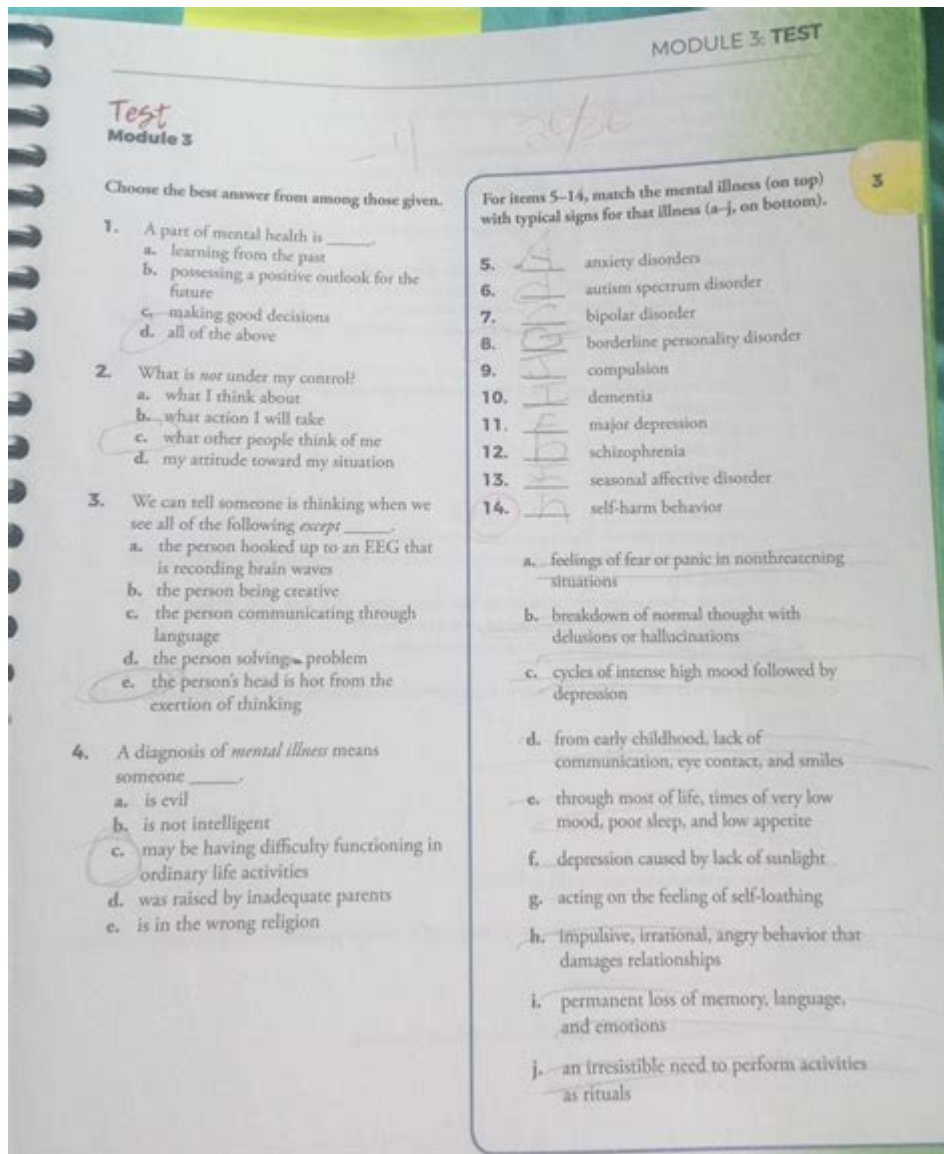 MODULE 3: TEST
Test
Module 3
Choose the best answer from among those given.
1. A part of mental health is _____.
a. learning from the past
b. possessing a positive outlook for the
future
c. making good decisions
d. all of the above
2. What is not under my control?
a. what I think about
b. what action I will take
c. what other people think of me
d. my attitude toward my situation
3. We can tell someone is thinking when we
see all of the following except _____.
a. the person hooked up to an EEG that
is recording brain waves
b. the person being creative
c. the person communicating through
language
d. the person solving problem
e. the person's head is hot from the
exertion of thinking
4. A diagnosis of mental illness means
someone _____.
a. is evil
b. is not intelligent
c. may be having difficulty functioning in
ordinary life activities
d. was raised by inadequate parents
e. is in the wrong religion
3
For items 5–14, match the mental illness (on top)
with typical signs for that illness (a–j, on bottom).
5. A anxiety disorders
6. d autism spectrum disorder
7. C bipolar disorder
8. G borderline personality disorder
9. compulsion
10. I dementia
11. E major depression
12. b schizophrenia
13. seasonal affective disorder
14. h self-harm behavior
a. feelings of fear or panic in nonthreatening
situations
b. breakdown of normal thought with
delusions or hallucinations
c. cycles of intense high mood followed by
depression
d. from early childhood, lack of
communication, eye contact, and smiles
e. through most of life, times of very low
mood, poor sleep, and low appetite
f. depression caused by lack of sunlight
g. acting on the feeling of self-loathing
h. impulsive, irrational, angry behavior that
damages relationships
i. permanent loss of memory, language,
and emotions
j. an irresistible need to perform activities
as rituals